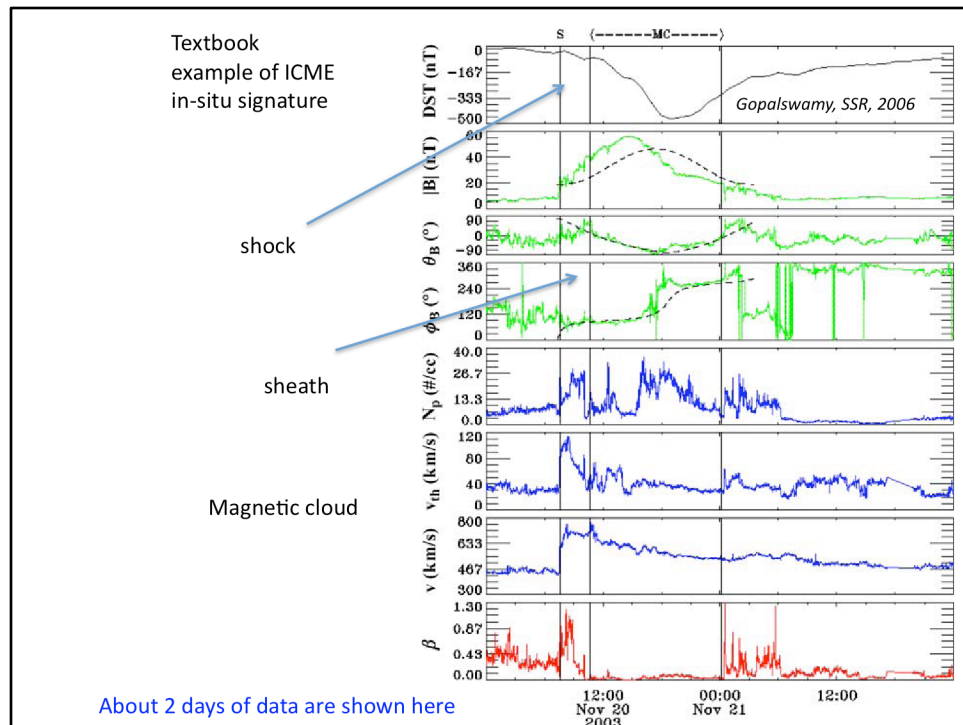 Textbook
example of ICME
in-situ signature
shock
sheath
Magnetic cloud
About 2 days of data are shown here
S ⟨------MC-----⟩
Gopalswamy, SSR, 2006
DST (nT)
0
-167
-333
-500
|B| (nT)
60
40
20
0
θB (°)
90
0
-90
ϕB (°)
360
240
120
0
Np (#/cc)
40.0
26.7
13.3
0.0
vth (km/s)
120
80
40
0
v (km/s)
800
633
467
300
β
1.30
0.87
0.43
0.00
12:00 00:00 12:00
Nov 20 Nov 21
2003